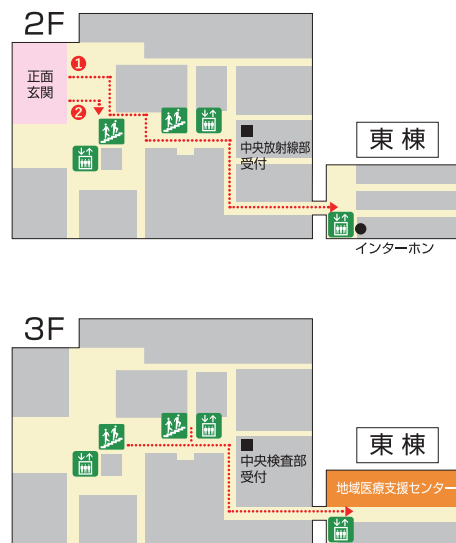 2F
正面
玄関
❶
❷
中央放射線部
受付
東棟
インターホン
3F
中央検査部
受付
東棟
地域医療支援センター